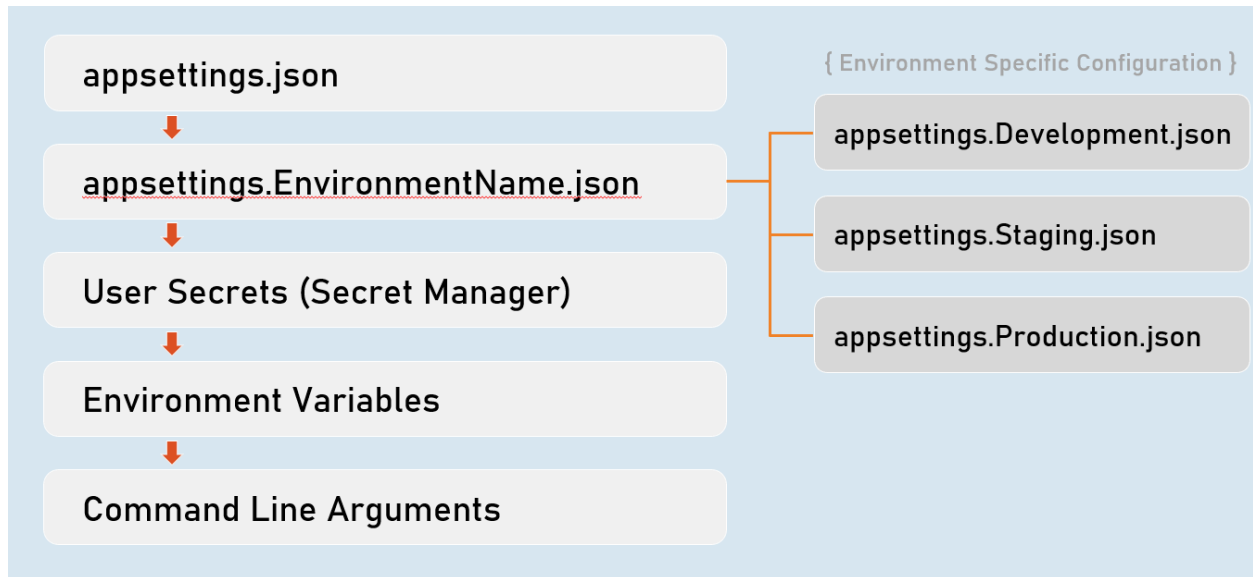 appsettings.json
appsettings.EnvironmentName.json
User Secrets (Secret Manager)
Environment Variables
Command Line Arguments
{ Environment Specific Configuration }
appsettings.Development.json
appsettings.Staging.json
appsettings.Production.json